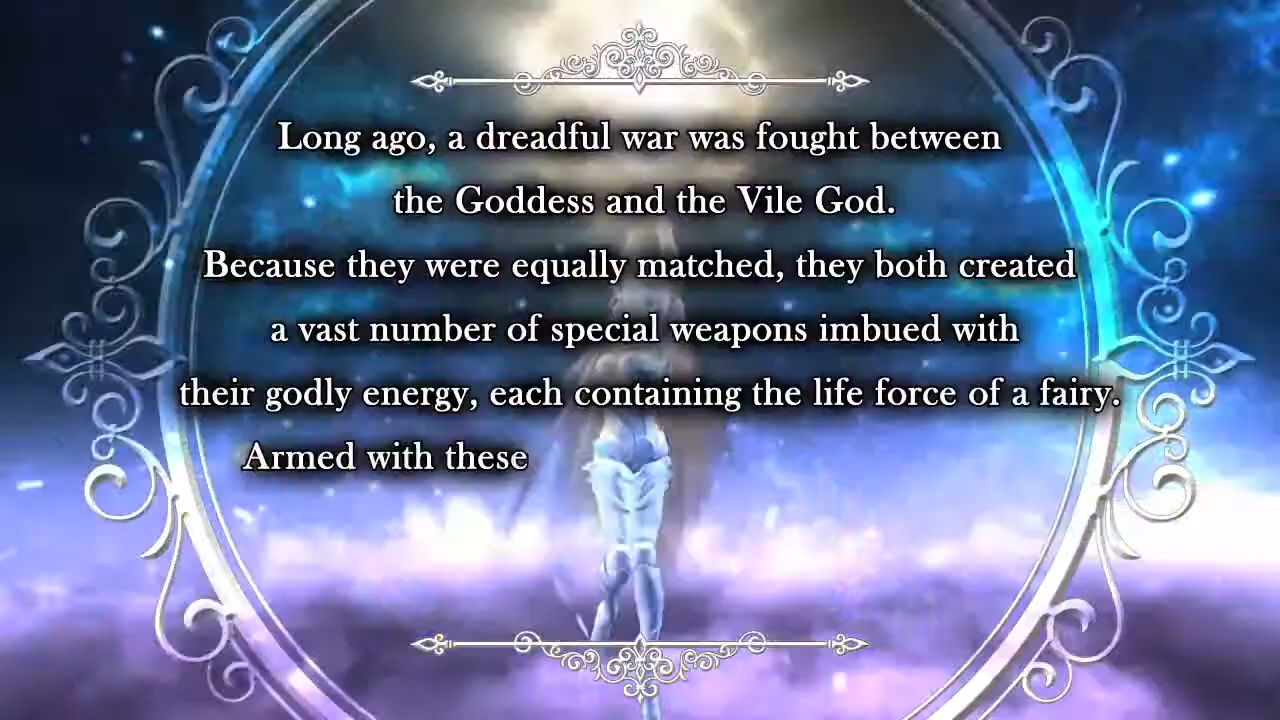 Long ago, a dreadful war was fought between
the Goddess and the Vile God.
Because they were equally matched, they both created
a vast number of special weapons imbued with
their godly energy, each containing the life force of a fairy.
Armed with these